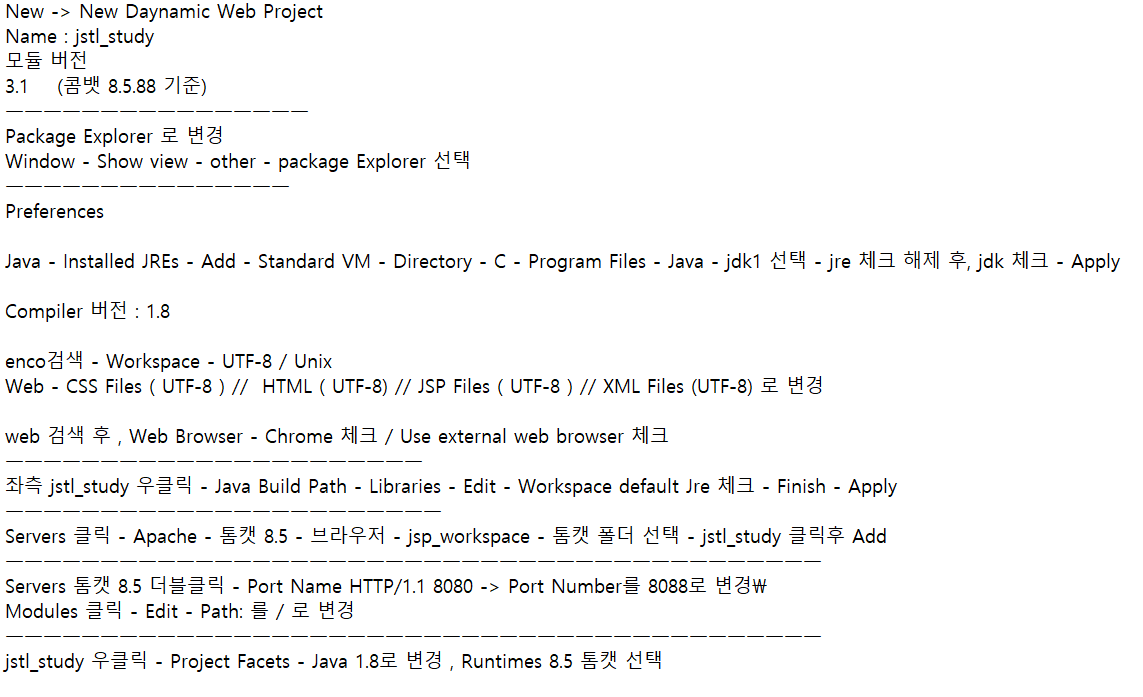 New -> New Daynamic Web Project
Name : jstl_study
모듈 버전
3.1 (콤뱃 8.5.88 기준)
ㅡㅡㅡㅡㅡㅡㅡㅡㅡㅡㅡㅡㅡㅡㅡㅡ
Package Explorer 로 변경
Window - Show view - other - package Explorer 선택
ㅡㅡㅡㅡㅡㅡㅡㅡㅡㅡㅡㅡㅡㅡㅡ
Preferences
Java - Installed JREs - Add - Standard VM - Directory - C - Program Files - Java - jdk1 선택 - jre 체크 해제 후, jdk 체크 - Apply
Compiler 버전 : 1.8
enco검색 - Workspace - UTF-8 / Unix
Web - CSS Files ( UTF-8 ) // HTML ( UTF-8) // JSP Files ( UTF-8 ) // XML Files (UTF-8) 로 변경
web 검색 후 , Web Browser - Chrome 체크 / Use external web browser 체크
ㅡㅡㅡㅡㅡㅡㅡㅡㅡㅡㅡㅡㅡㅡㅡㅡㅡㅡㅡㅡㅡㅡ
좌측 jstl_study 우클릭 - Java Build Path - Libraries - Edit - Workspace default Jre 체크 - Finish - Apply
ㅡㅡㅡㅡㅡㅡㅡㅡㅡㅡㅡㅡㅡㅡㅡㅡㅡㅡㅡㅡㅡㅡㅡ
Servers 클릭 - Apache - 톰캣 8.5 - 브라우저 - jsp_workspace - 톰캣 폴더 선택 - jstl_study 클릭후 Add
ㅡㅡㅡㅡㅡㅡㅡㅡㅡㅡㅡㅡㅡㅡㅡㅡㅡㅡㅡㅡㅡㅡㅡㅡㅡㅡㅡㅡㅡㅡㅡㅡㅡㅡㅡㅡㅡㅡㅡㅡㅡㅡㅡ
Servers 톰캣 8.5 더블클릭 - Port Name HTTP/1.1 8080 -> Port Number를 8088로 변경₩
Modules 클릭 - Edit - Path: 를 / 로 변경
ㅡㅡㅡㅡㅡㅡㅡㅡㅡㅡㅡㅡㅡㅡㅡㅡㅡㅡㅡㅡㅡㅡㅡㅡㅡㅡㅡㅡㅡㅡㅡㅡㅡㅡㅡㅡㅡㅡㅡㅡㅡㅡㅡ
jstl_study 우클릭 - Project Facets - Java 1.8로 변경 , Runtimes 8.5 톰캣 선택